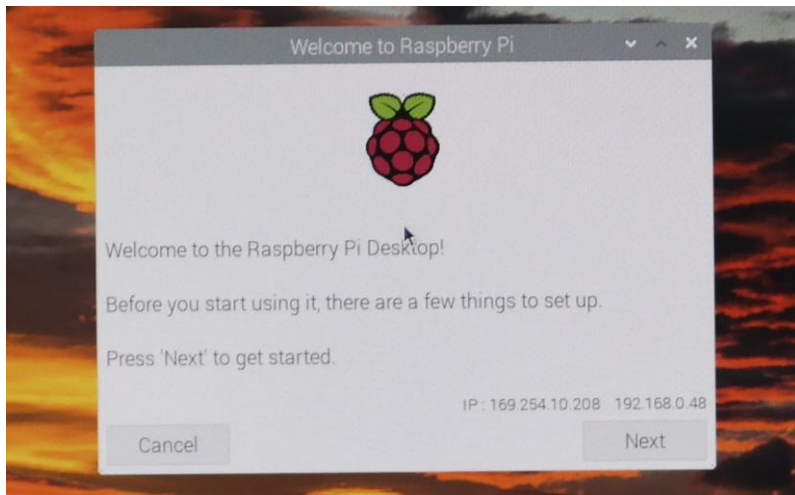 Welcome to Raspberry Pi
Welcome to the Raspberry Pi Desktop!
Before you start using it, there are a few things to set up.
Press 'Next' to get started.
IP : 169.254.10.208 192.168.0.48
Cancel
Next